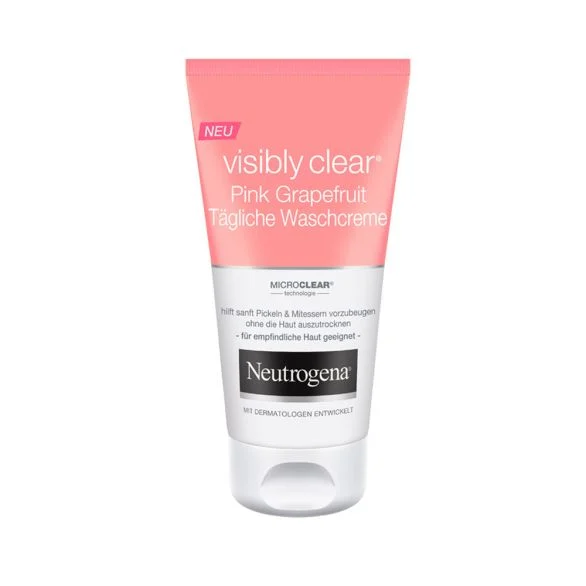 NEU
visibly clear®
Pink Grapefruit
Tägliche Waschcreme
MICROCLEAR®
technologie
hilft sanft Pickeln & Mitessern vorzubeugen
ohne die Haut auszutrocknen
- für empfindliche Haut geeignet -
Neutrogena®
MIT DERMATOLOGEN ENTWICKELT